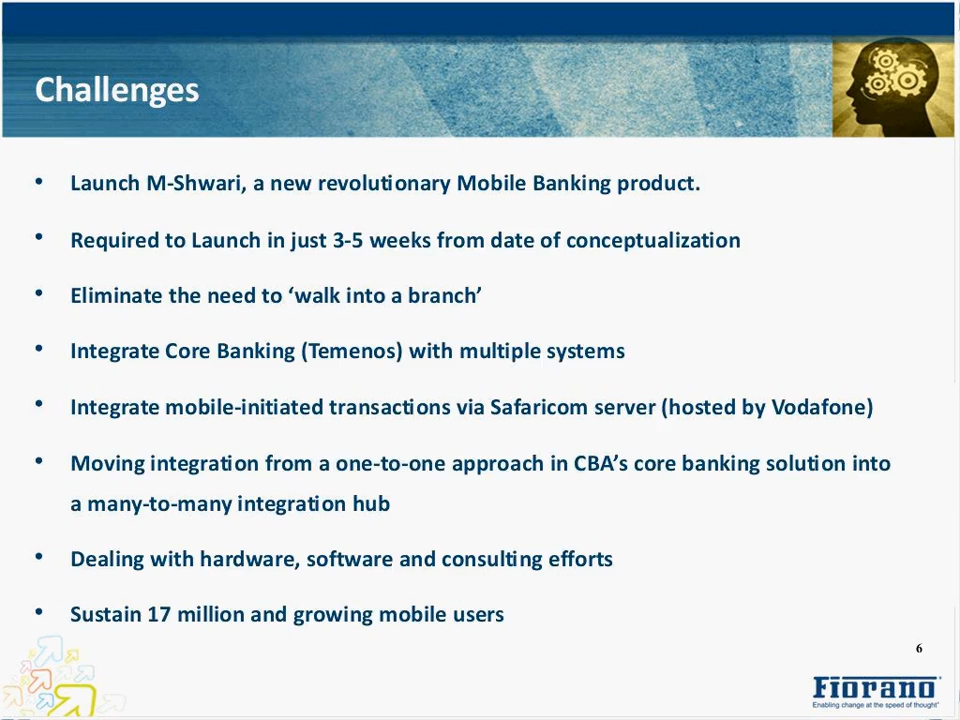 Challenges
• Launch M-Shwari, a new revolutionary Mobile Banking product.
• Required to Launch in just 3-5 weeks from date of conceptualization
• Eliminate the need to ‘walk into a branch’
• Integrate Core Banking (Temenos) with multiple systems
• Integrate mobile-initiated transactions via Safaricom server (hosted by Vodafone)
• Moving integration from a one-to-one approach in CBA’s core banking solution into
a many-to-many integration hub
• Dealing with hardware, software and consulting efforts
• Sustain 17 million and growing mobile users
6
Fiorano
Enabling change at the speed of thought”